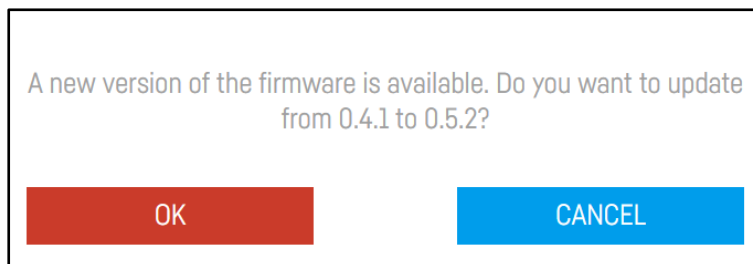 A new version of the firmware is available. Do you want to update
from 0.4.1 to 0.5.2?
OK
CANCEL